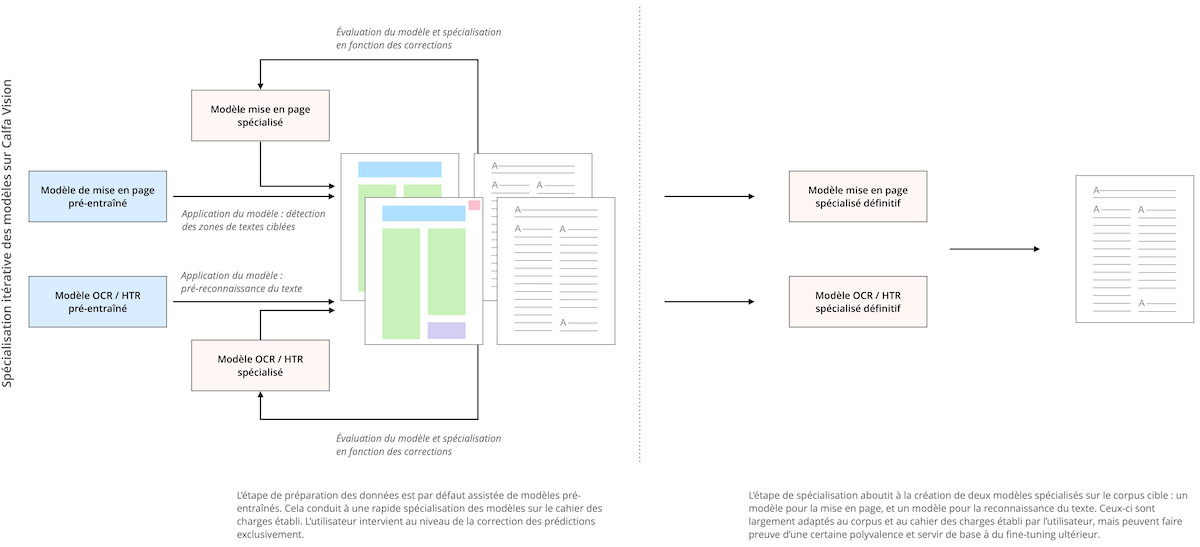 Spécialisation itérative des modèles sur Calfa Vision
Évaluation du modèle et spécialisation
en fonction des corrections
Modèle mise en page
spécialisé
Modèle de mise en page
pré-entraîné
Application du modèle : détection
des zones de textes ciblées
Application du modèle :
pré-reconnaissance du texte
Modèle OCR / HTR
pré-entraîné
Modèle OCR / HTR
spécialisé
Évaluation du modèle et spécialisation
en fonction des corrections
A
A
A
A
A
A
A
Modèle mise en page
spécialisé définitif
Modèle OCR / HTR
spécialisé définitif
A
A
A
A
L'étape de préparation des données est par défaut assistée de modèles pré-
entraînés. Cela conduit à une rapide spécialisation des modèles sur le cahier des
charges établi. L'utilisateur intervient au niveau de la correction des prédictions
exclusivement.
L'étape de spécialisation aboutit à la création de deux modèles spécialisés sur le corpus cible : un
modèle pour la mise en page, et un modèle pour la reconnaissance du texte. Ceux-ci sont
largement adaptés au corpus et au cahier des charges établi par l'utilisateur, mais peuvent faire
preuve d'une certaine polyvalence et servir de base à du fine-tuning ultérieur.